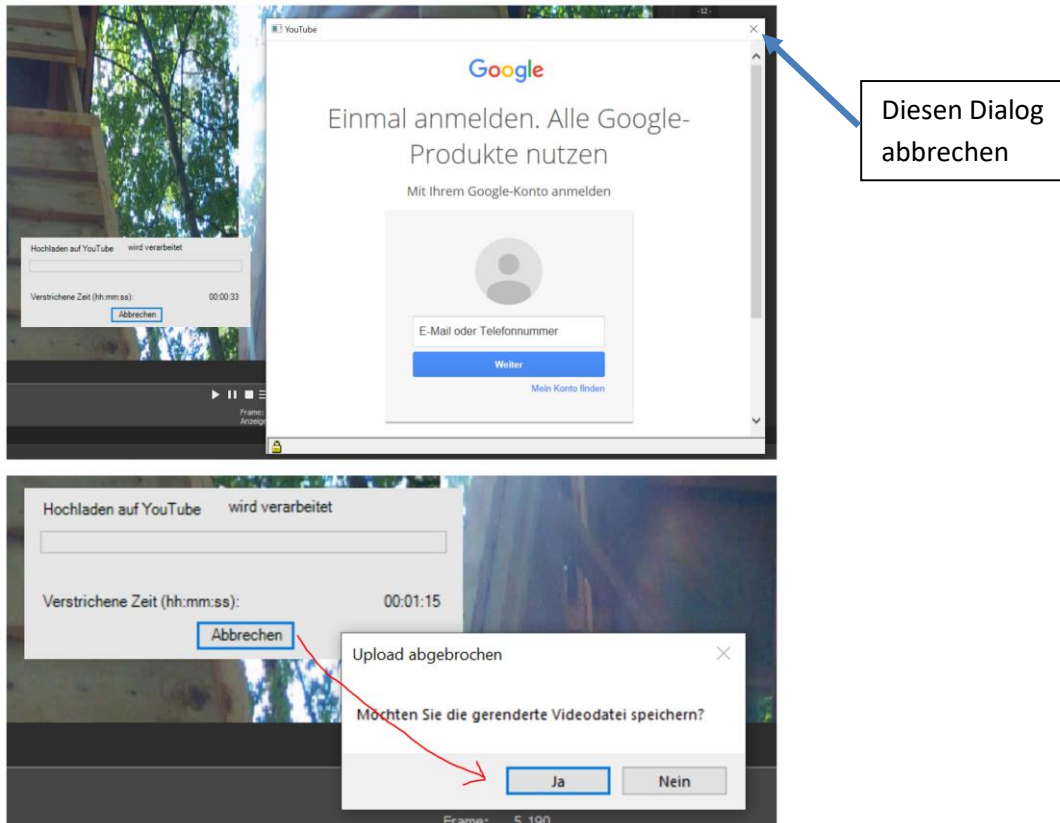 -12-
YouTube
Google
Einmal anmelden. Alle Google-
Produkte nutzen
Mit Ihrem Google-Konto anmelden
E-Mail oder Telefonnummer
Weiter
Mein Konto finden
Diesen Dialog
abbrechen
Hochladen auf YouTube wird verarbeitet
Verstrichene Zeit (hh:mm:ss): 00:00:33
Abbrechen
Frame:
Anzeige
Hochladen auf YouTube wird verarbeitet
Verstrichene Zeit (hh:mm:ss): 00:01:15
Abbrechen
Upload abgebrochen
Möchten Sie die gerenderte Videodatei speichern?
Ja Nein
Frame: 5.190